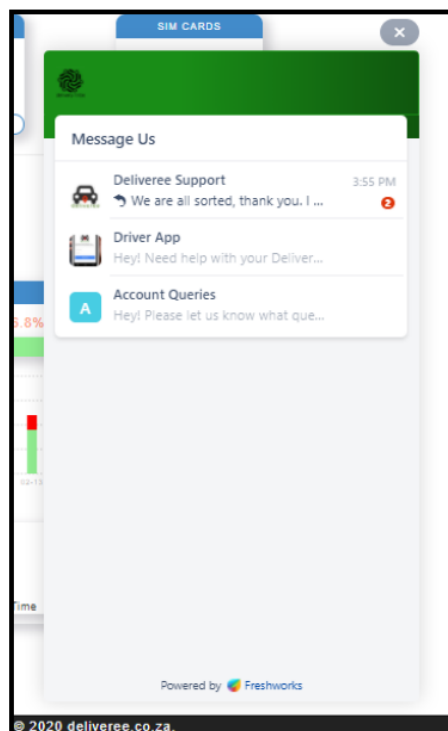 SIM CARDS
Message Us
Deliveree Support 3:55 PM
We are all sorted, thank you. I ... 2
Driver App
Hey! Need help with your Deliver...
A Account Queries
Hey! Please let us know what que...
6.8%
02-13
Time
Powered by Freshworks
© 2020 deliveree.co.za.